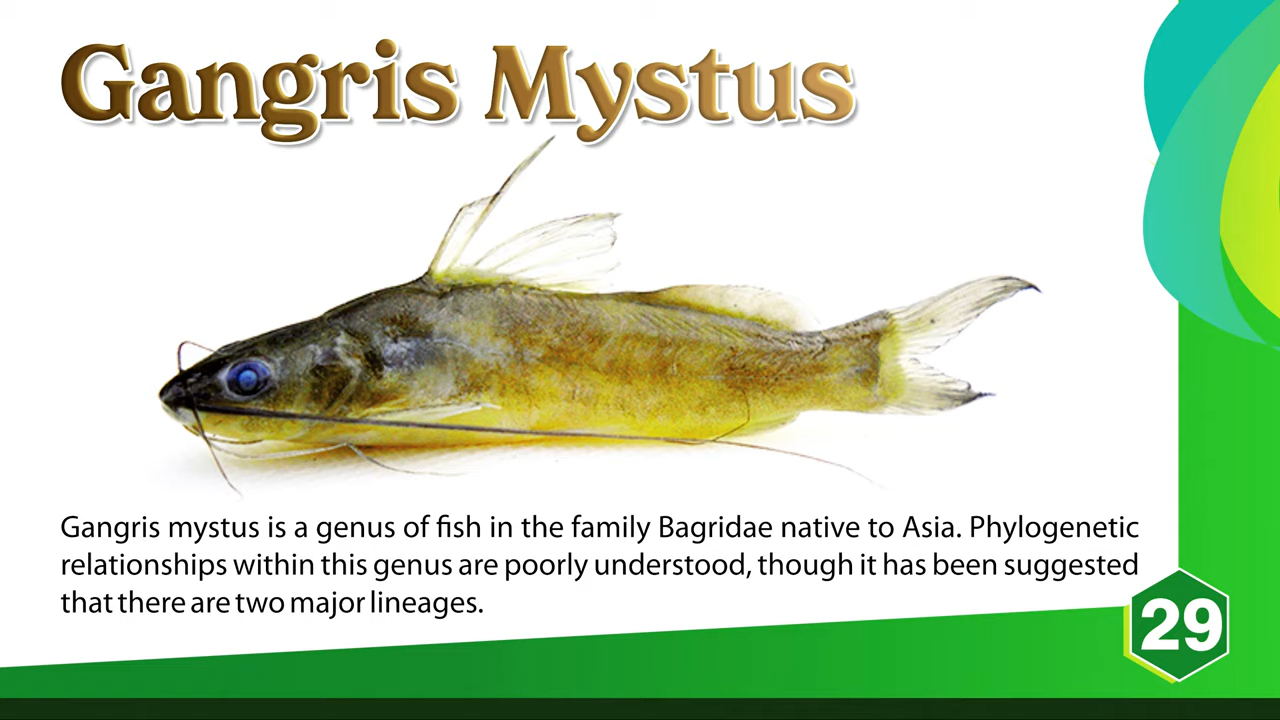 Gangris Mystus
Gangris mystus is a genus of fish in the family Bagridae native to Asia. Phylogenetic
relationships within this genus are poorly understood, though it has been suggested
that there are two major lineages.
29